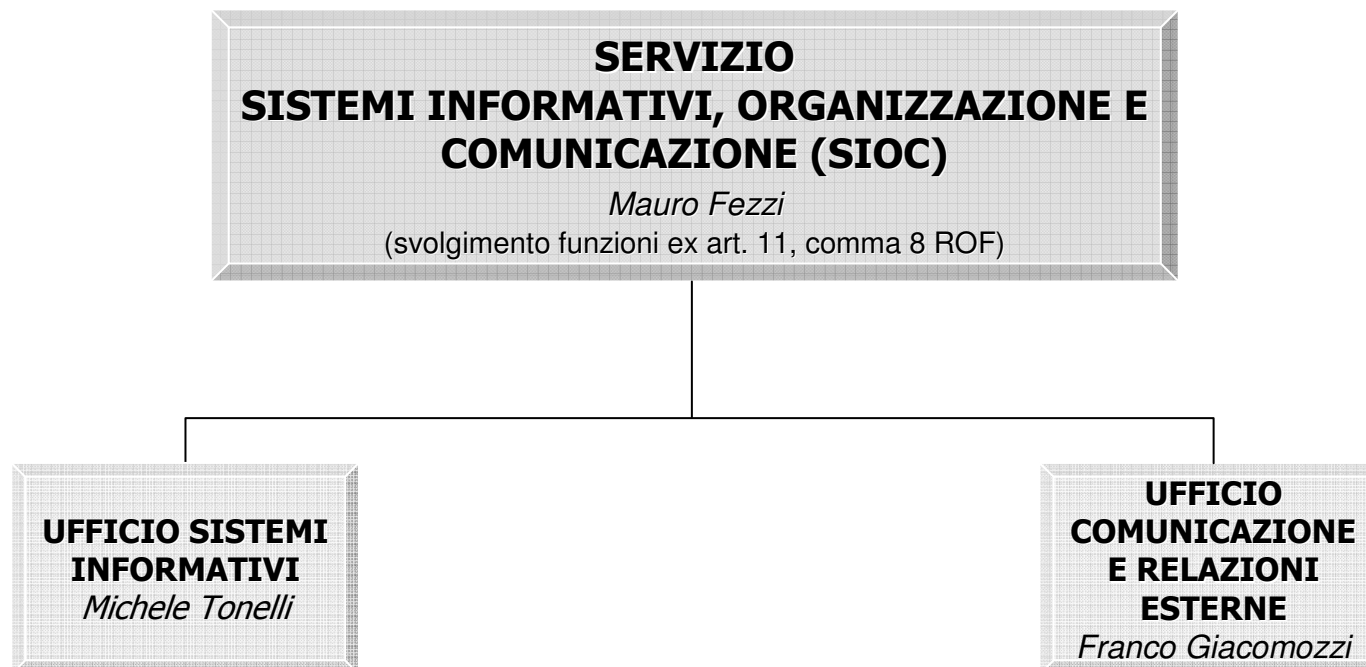 SERVIZIO
SISTEMI INFORMATIVI, ORGANIZZAZIONE E
COMUNICAZIONE (SIOC)
Mauro Fezzi
(svolgimento funzioni ex art. 11, comma 8 ROF)
UFFICIO SISTEMI
INFORMATIVI
Michele Tonelli
UFFICIO
COMUNICAZIONE
E RELAZIONI
ESTERNE
Franco Giacomozzi